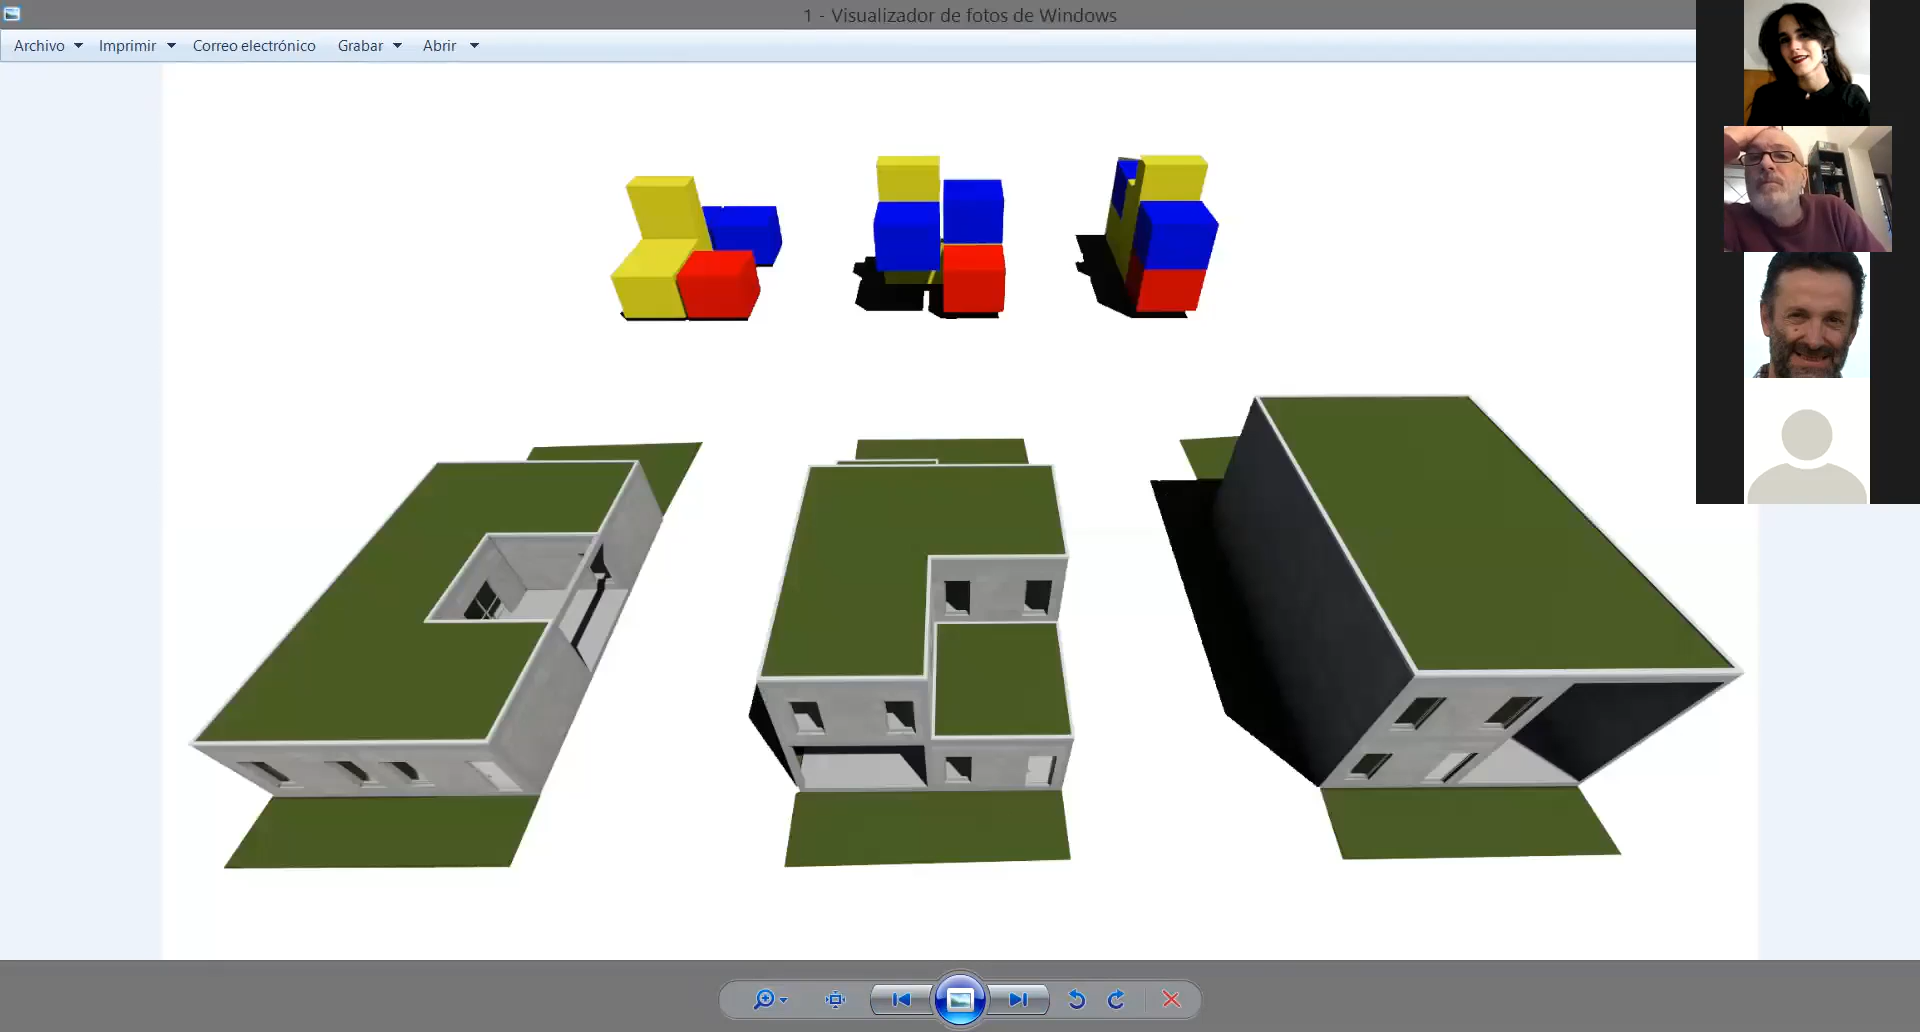 1 - Visualizador de fotos de Windows
Archivo Imprimir Correo electrónico Grabar Abrir